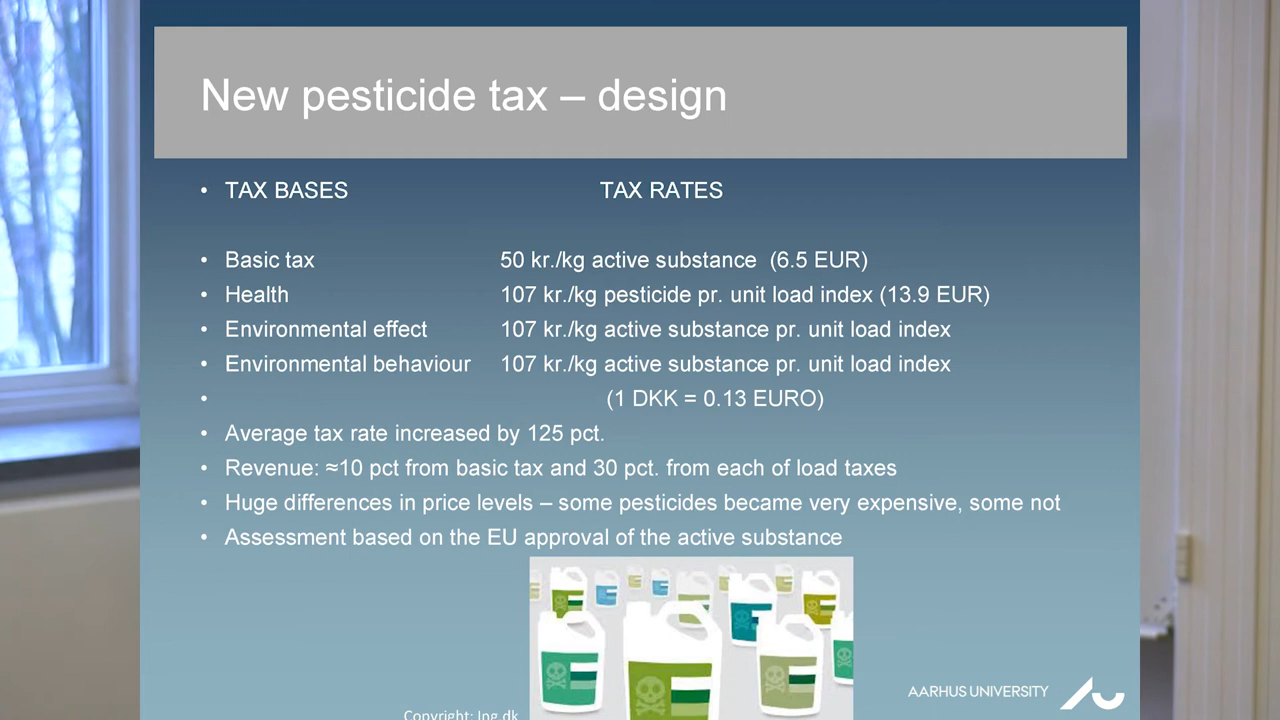 New pesticide tax – design
• TAX BASES TAX RATES
• Basic tax 50 kr./kg active substance (6.5 EUR)
• Health 107 kr./kg pesticide pr. unit load index (13.9 EUR)
• Environmental effect 107 kr./kg active substance pr. unit load index
• Environmental behaviour 107 kr./kg active substance pr. unit load index
• (1 DKK = 0.13 EURO)
• Average tax rate increased by 125 pct.
• Revenue: ≈10 pct from basic tax and 30 pct. from each of load taxes
• Huge differences in price levels – some pesticides became very expensive, some not
• Assessment based on the EU approval of the active substance
AARHUS UNIVERSITY
Copyright: Ing.dk